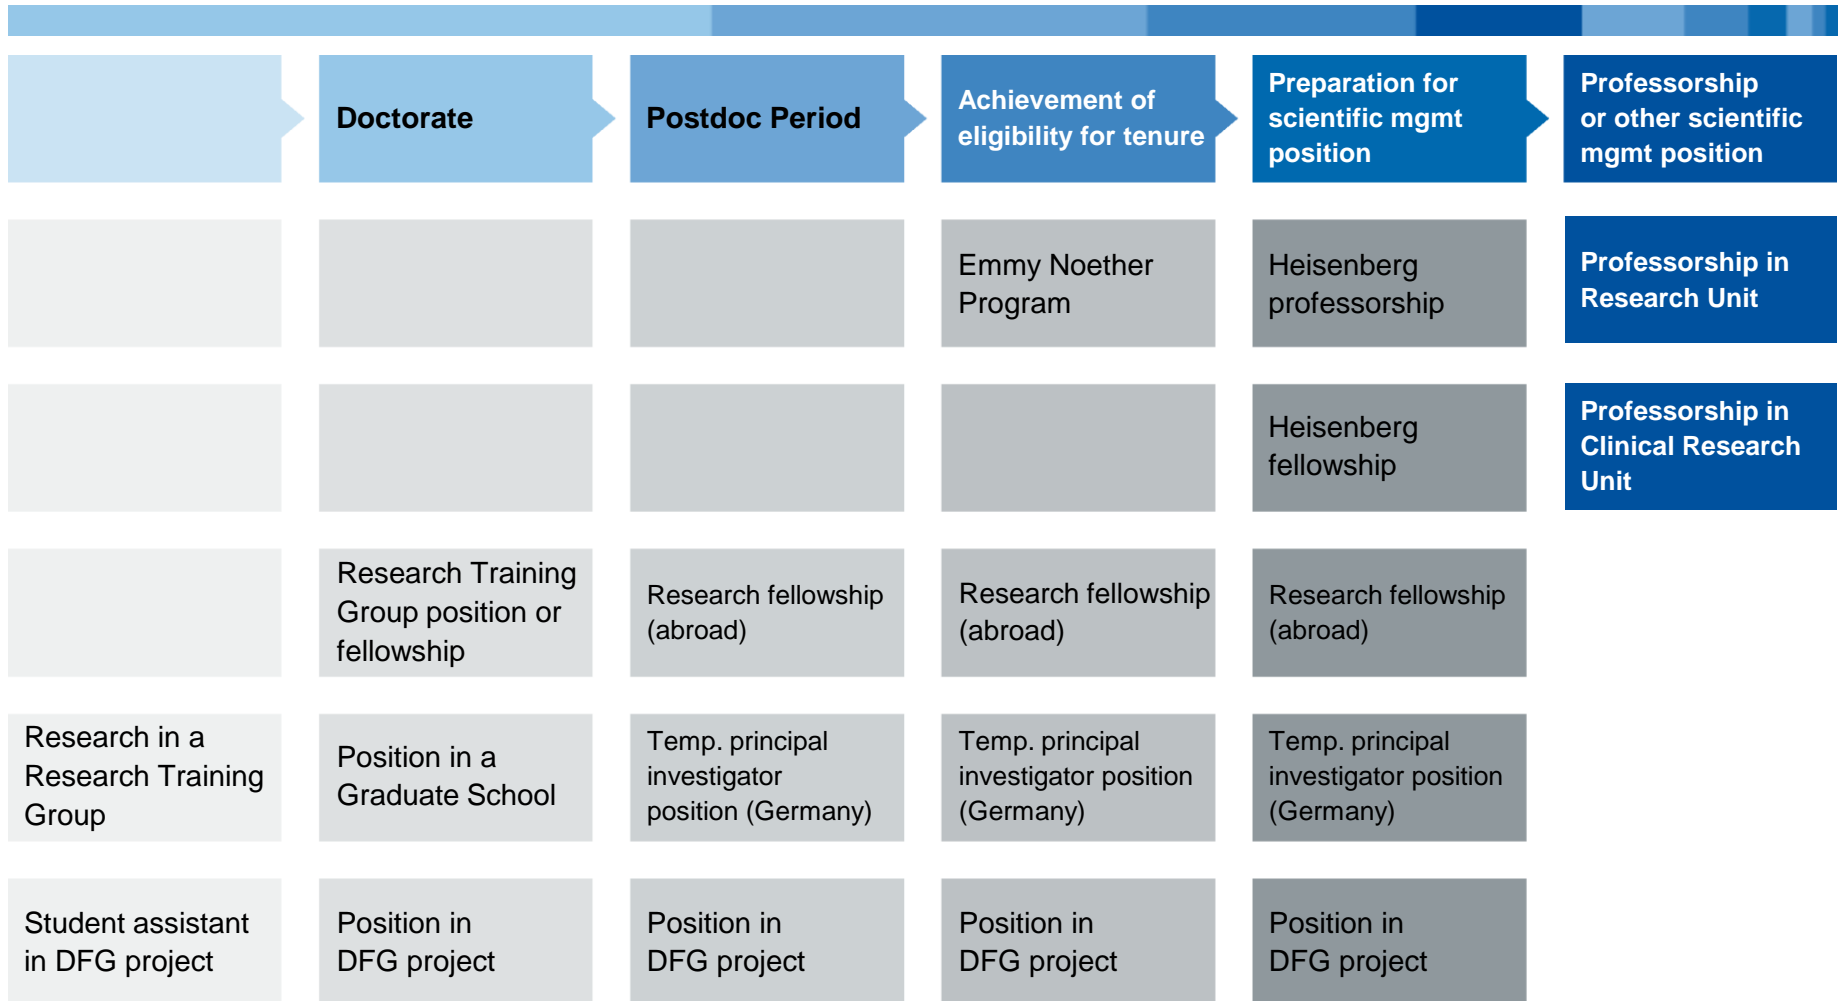 Doctorate
Postdoc Period
Achievement of
eligibility for tenure
Preparation for
scientific mgmt
position
Professorship
or other scientific
mgmt position
Emmy Noether
Program
Heisenberg
professorship
Professorship in
Research Unit
Heisenberg
fellowship
Professorship in
Clinical Research
Unit
Research Training
Group position or
fellowship
Research fellowship
(abroad)
Research fellowship
(abroad)
Research fellowship
(abroad)
Research in a
Research Training
Group
Position in a
Graduate School
Temp. principal
investigator
position (Germany)
Temp. principal
investigator position
(Germany)
Temp. principal
investigator position
(Germany)
Student assistant
in DFG project
Position in
DFG project
Position in
DFG project
Position in
DFG project
Position in
DFG project